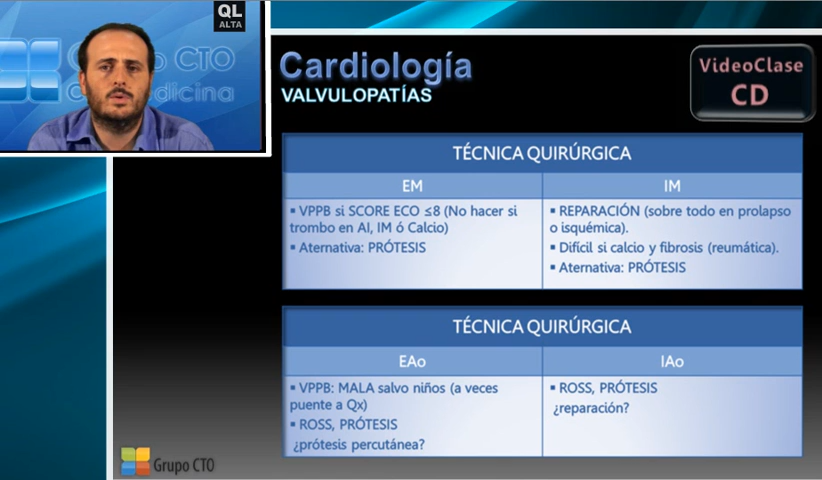 QL
ALTA
Grupo CTO
Medicina
Cardiología
VALVULOPATÍAS
VideoClase
CD
TÉCNICA QUIRÚRGICA
EM
IM
▪ VPPB si SCORE ECO ≤8 (No hacer si
trombo en AI, IM ó Calcio)
▪ Aternativa: PRÓTESIS
▪ REPARACIÓN (sobre todo en prolapso
o isquémica).
▪ Difícil si calcio y fibrosis (reumática).
▪ Aternativa: PRÓTESIS
TÉCNICA QUIRÚRGICA
EAo
IAo
▪ VPPB: MALA salvo niños (a veces
puente a Qx)
▪ ROSS, PRÓTESIS
¿prótesis percutánea?
▪ ROSS, PRÓTESIS
¿reparación?
Grupo CTO